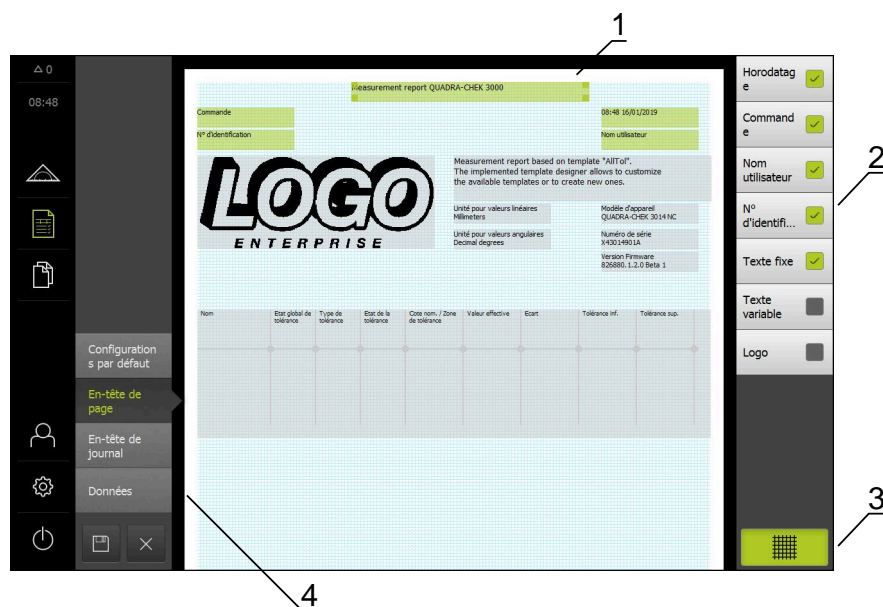 1
△ 0
08:48
Measurement report QUADRA-CHEK 3000
Commande
08:48 16/01/2019
N° d'identification
Nom utilisateur
LOGO
ENTERPRISE
Measurement report based on template "AllTol".
The implemented template designer allows to customize
the available templates or to create new ones.
Unité pour valeurs linéaires
Millimeters
Modèle d'appareil
QUADRA-CHEK 3014 NC
Unité pour valeurs angulaires
Decimal degrees
Numéro de série
X43014901A
Version Firmware
826880.1.2.0 Beta 1
Nom
Etat global de
tolérance
Type de
tolérance
Etat de la
tolérance
Cote nom. / Zone
de tolérance
Valeur effective
Ecart
Tolérance inf.
Tolérance sup.
Configuration
s par défaut
En-tête de
page
En-tête de
journal
Données
Horodatag
e
Command
e
Nom
utilisateur
N°
d'identifi...
Texte fixe
Texte
variable
Logo
2
3
4